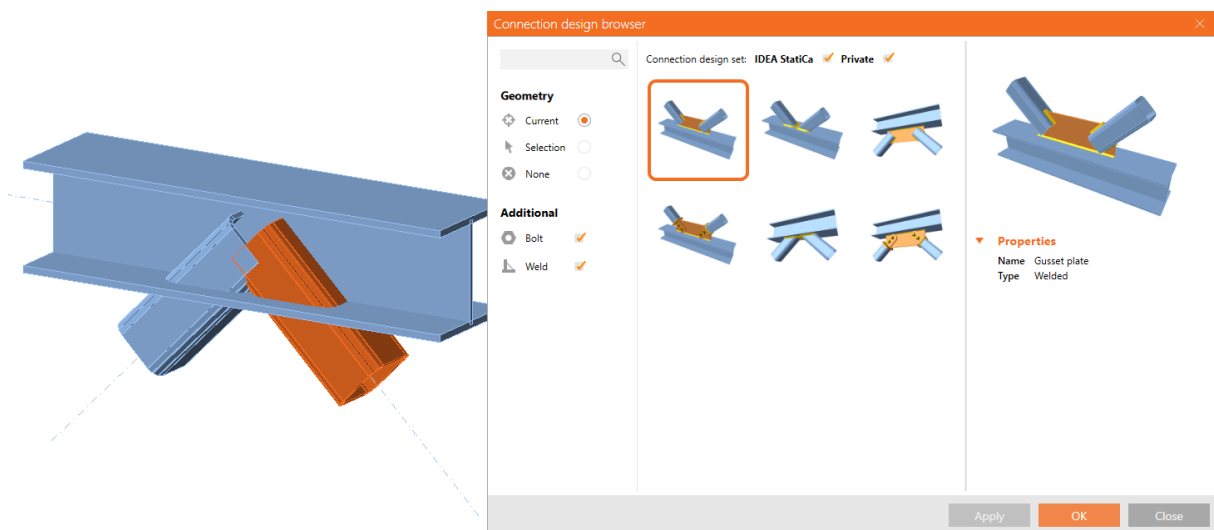 Connection design browser
Connection design set: IDEA StatiCa Private
Geometry
Current
Selection
None
Additional
Bolt
Weld
Properties
Name Gusset plate
Type Welded
Apply OK Close